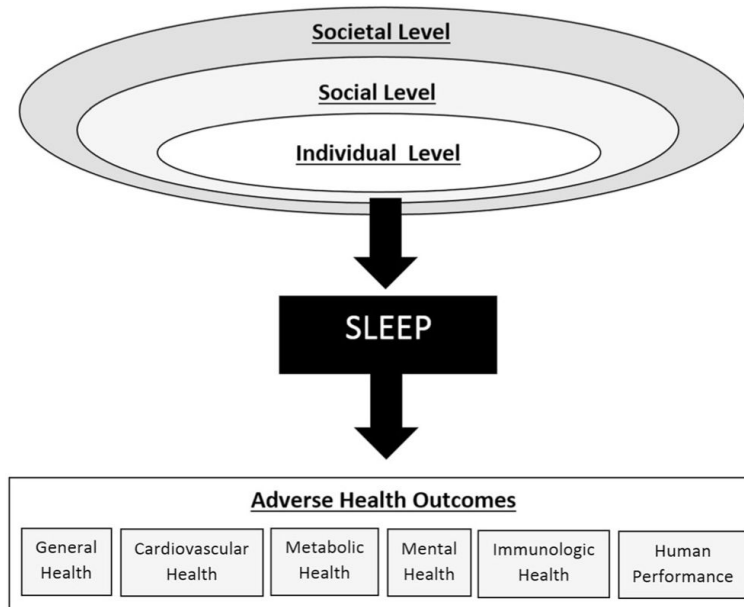 Societal Level
Social Level
Individual Level
SLEEP
Adverse Health Outcomes
General
Health
Cardiovascular
Health
Metabolic
Health
Mental
Health
Immunologic
Health
Human
Performance